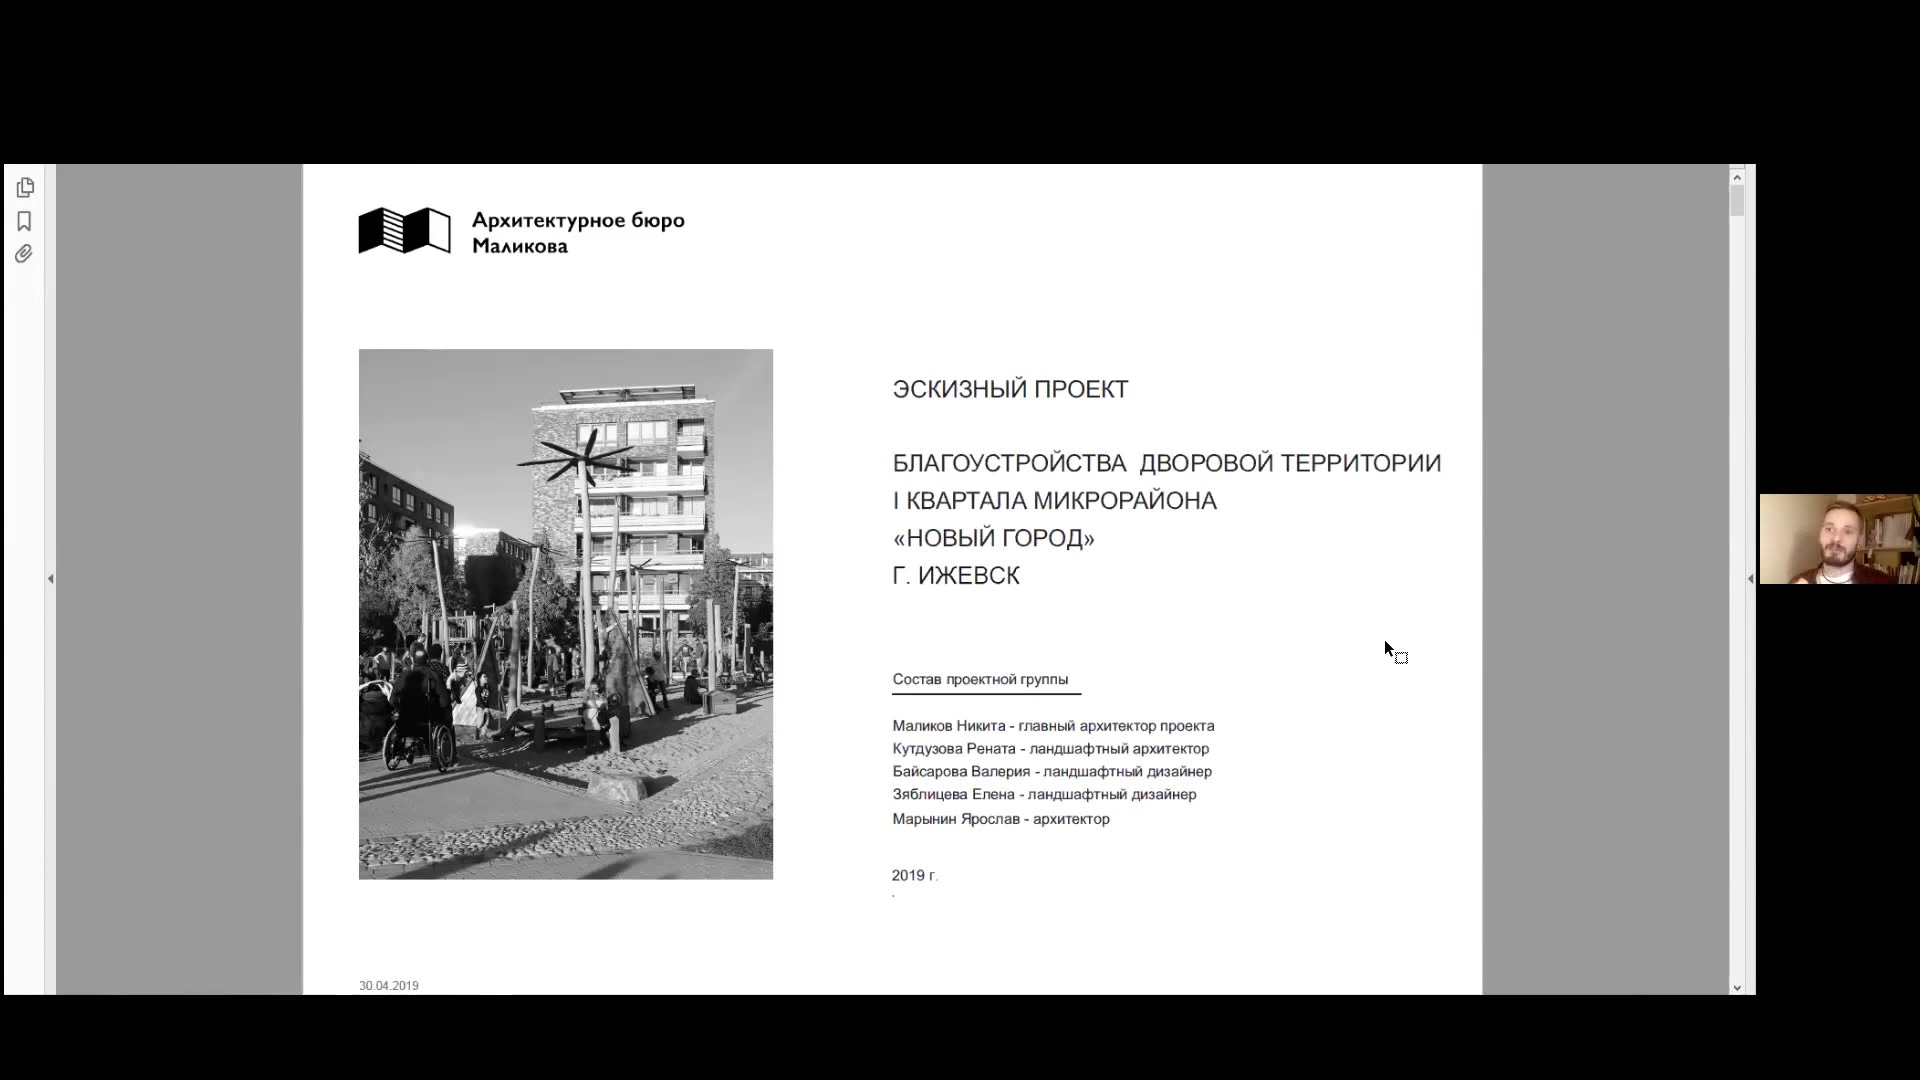 Архитектурное бюро
Маликова
ЭСКИЗНЫЙ ПРОЕКТ
БЛАГОУСТРОЙСТВА ДВОРОВОЙ ТЕРРИТОРИИ
I КВАРТАЛА МИКРОРАЙОНА
«НОВЫЙ ГОРОД»
Г. ИЖЕВСК
Состав проектной группы
Маликов Никита - главный архитектор проекта
Кутдузова Рената - ландшафтный архитектор
Байсарова Валерия - ландшафтный дизайнер
Зяблицева Елена - ландшафтный дизайнер
Марынин Ярослав - архитектор
2019 г.
.
30.04.2019